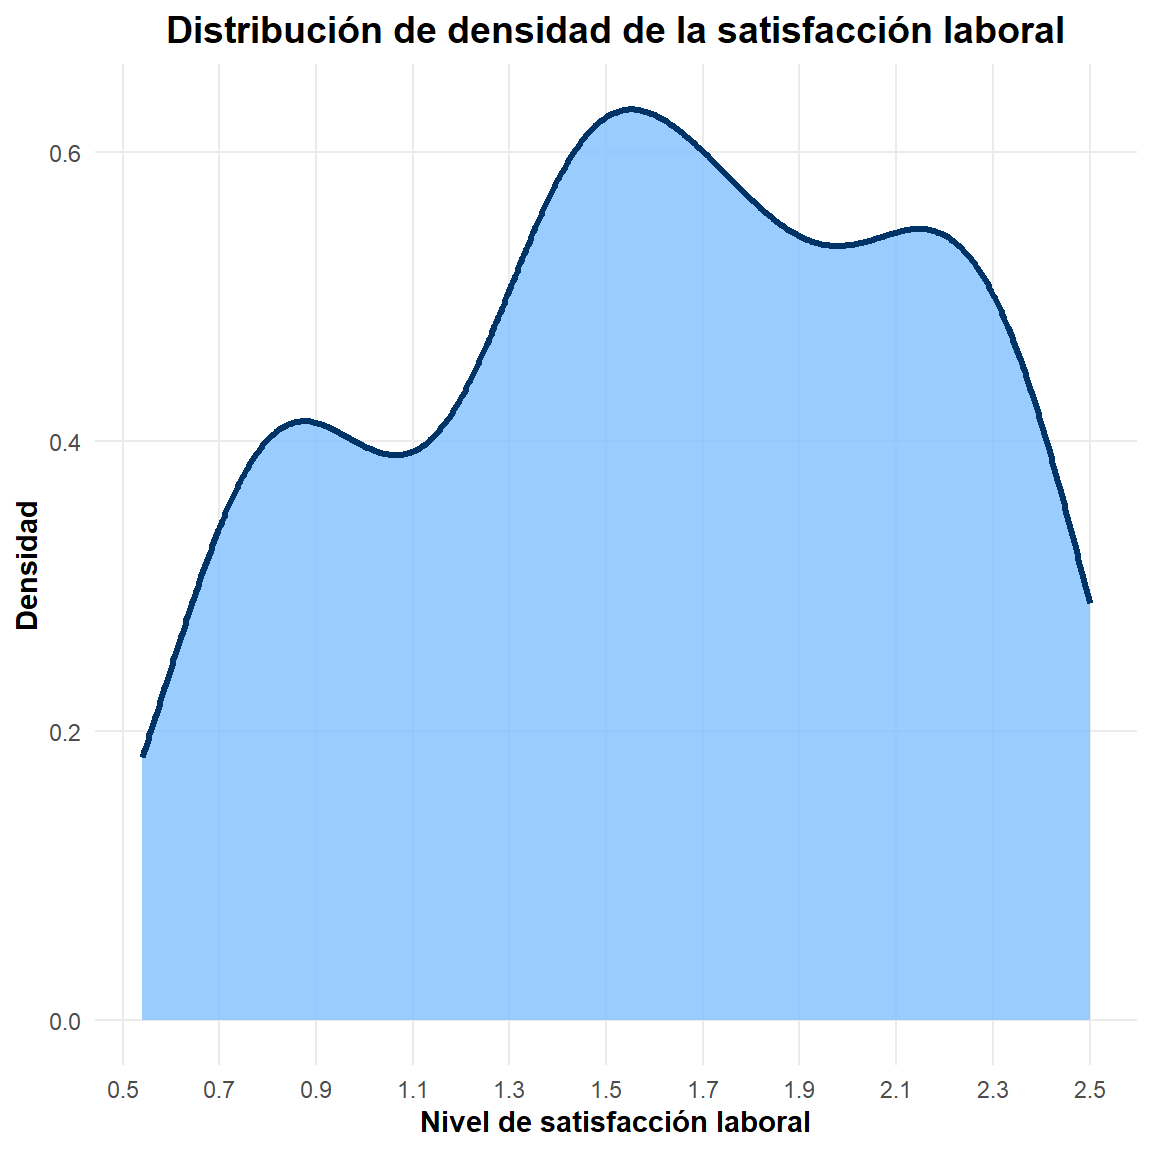 Distribución de densidad de la satisfacción laboral
Densidad
0.6
0.4
0.2
0.0
0.5 0.7 0.9 1.1 1.3 1.5 1.7 1.9 2.1 2.3 2.5
Nivel de satisfacción laboral